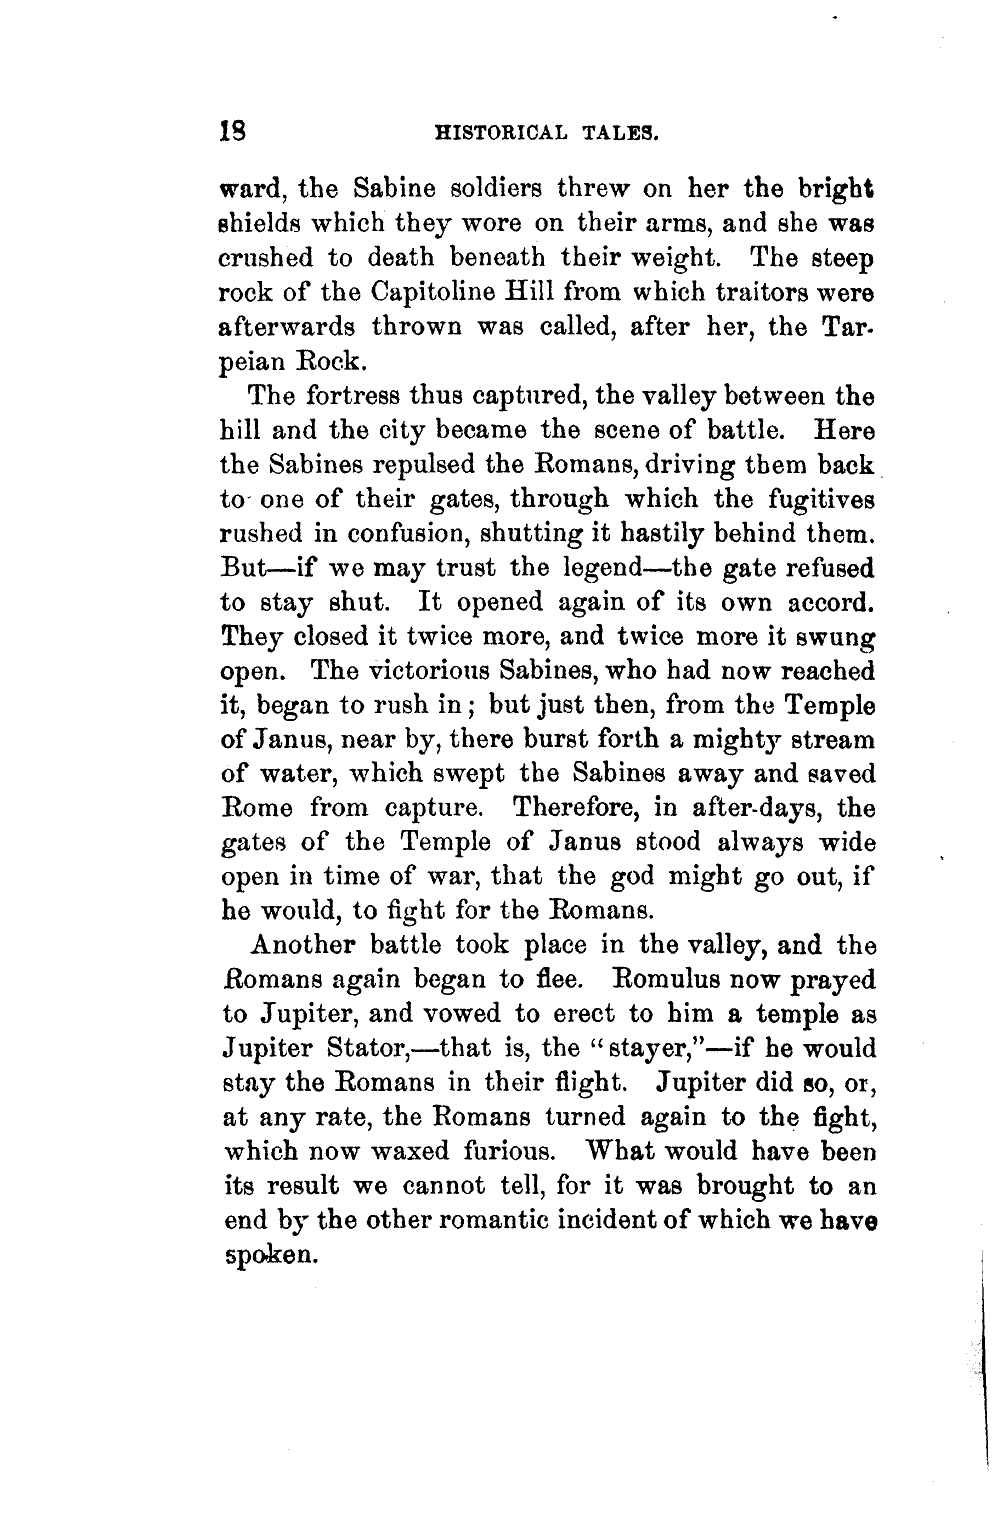 18 HISTORICAL TALES.
ward, the Sabine soldiers threw on her the bright
shields which they wore on their arms, and she was
crushed to death beneath their weight. The steep
rock of the Capitoline Hill from which traitors were
afterwards thrown was called, after her, the Tar-
peian Rock.
The fortress thus captured, the valley between the
hill and the city became the scene of battle. Here
the Sabines repulsed the Romans, driving them back
to one of their gates, through which the fugitives
rushed in confusion, shutting it hastily behind them.
But—if we may trust the legend—the gate refused
to stay shut. It opened again of its own accord.
They closed it twice more, and twice more it swung
open. The victorious Sabines, who had now reached
it, began to rush in; but just then, from the Temple
of Janus, near by, there burst forth a mighty stream
of water, which swept the Sabines away and saved
Rome from capture. Therefore, in after-days, the
gates of the Temple of Janus stood always wide
open in time of war, that the god might go out, if
he would, to fight for the Romans.
Another battle took place in the valley, and the
Romans again began to flee. Romulus now prayed
to Jupiter, and vowed to erect to him a temple as
Jupiter Stator,—that is, the “stayer,”—if he would
stay the Romans in their flight. Jupiter did so, or,
at any rate, the Romans turned again to the fight,
which now waxed furious. What would have been
its result we cannot tell, for it was brought to an
end by the other romantic incident of which we have
spoken.